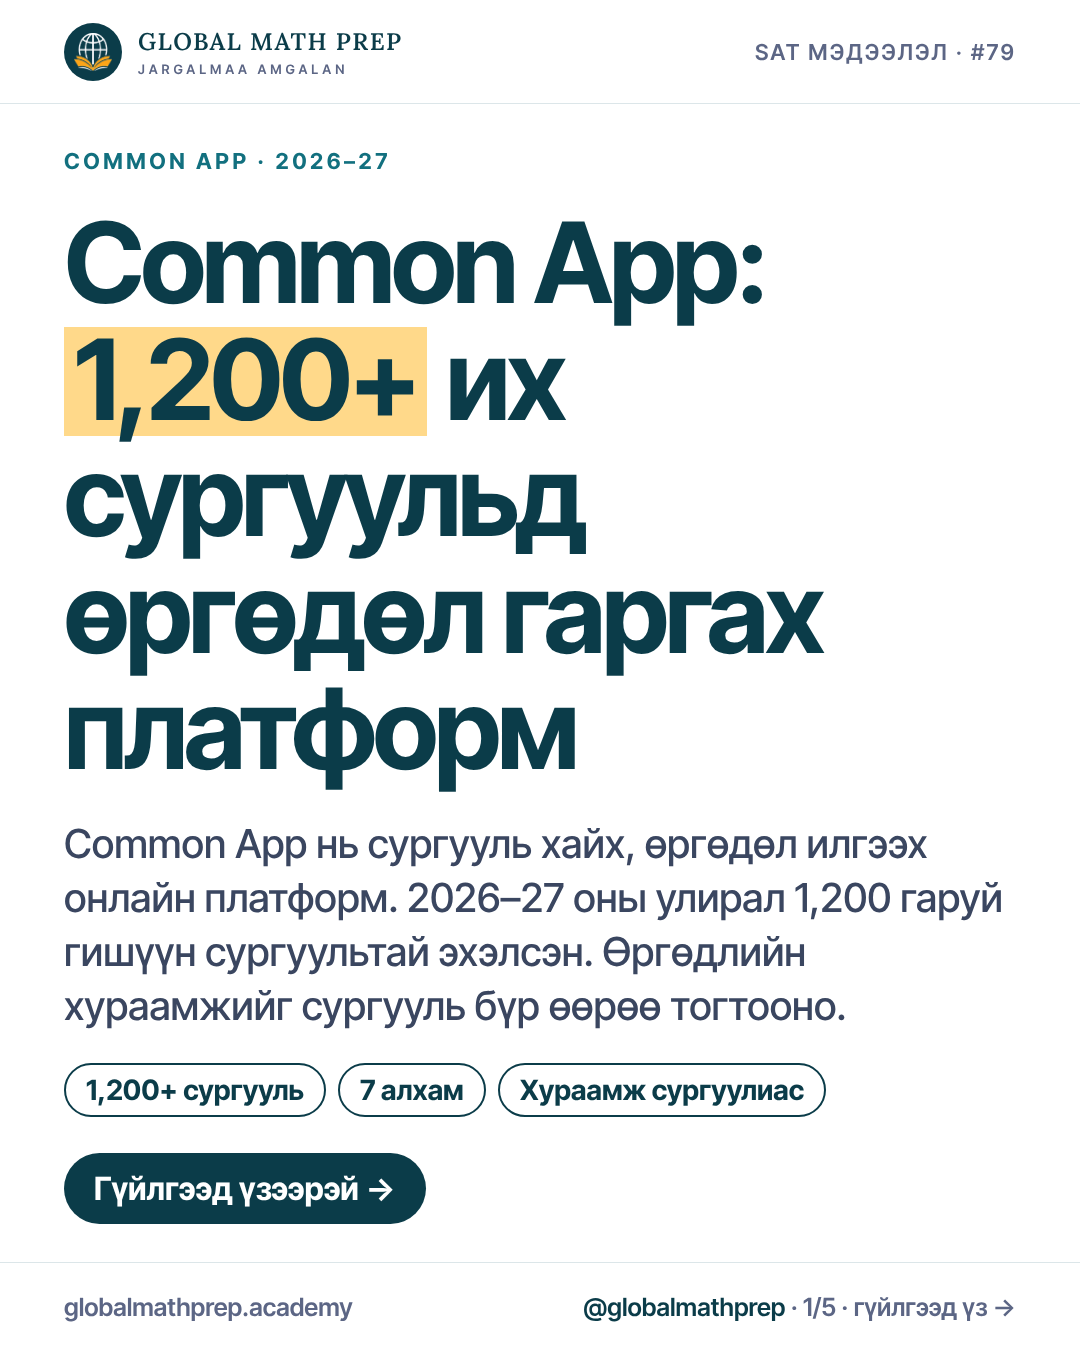 GLOBAL MATH PREP
JARGALMAA AMGALAN
SAT МЭДЭЭЛЭЛ · #79
COMMON APP · 2026–27
Common App:
1,200+ их
сургуульд
өргөдөл гаргах
платформ
Common App нь сургууль хайх, өргөдөл илгээх
онлайн платформ. 2026–27 оны улирал 1,200 гаруй
гишүүн сургуультай эхэлсэн. Өргөдлийн
хураамжийг сургууль бүр өөрөө тогтооно.
1,200+ сургууль
7 алхам
Хураамж сургуулиас
Гүйлгээд үзээрэй →
globalmathprep.academy
@globalmathprep · 1/5 · гүйлгээд үз →